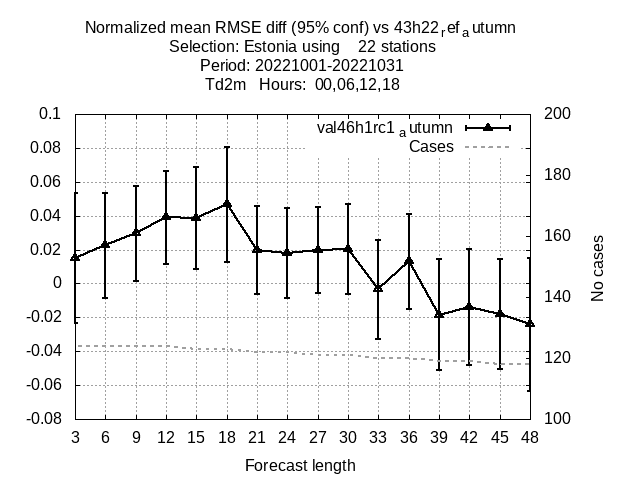 Normalized mean RMSE diff (95% conf) vs 43h22refautumn
Selection: Estonia using 22 stations
Period: 20221001-20221031
Td2m Hours: 00,06,12,18
val46h1rc1autumn
Cases
0.1
0.08
0.06
0.04
0.02
0
-0.02
-0.04
-0.06
-0.08
200
180
160
140
120
100
No cases
3 6 9 12 15 18 21 24 27 30 33 36 39 42 45 48
Forecast length